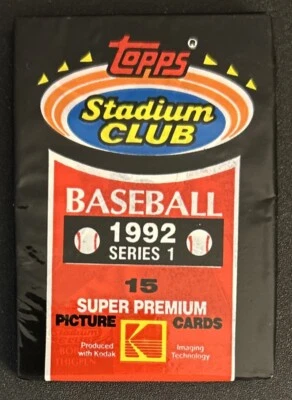 Topps ®
Stadium
CLUB
BASEBALL
1992
SERIES 1
15
SUPER PREMIUM
PICTURE CARDS
Produced with Kodak
Imaging Technology